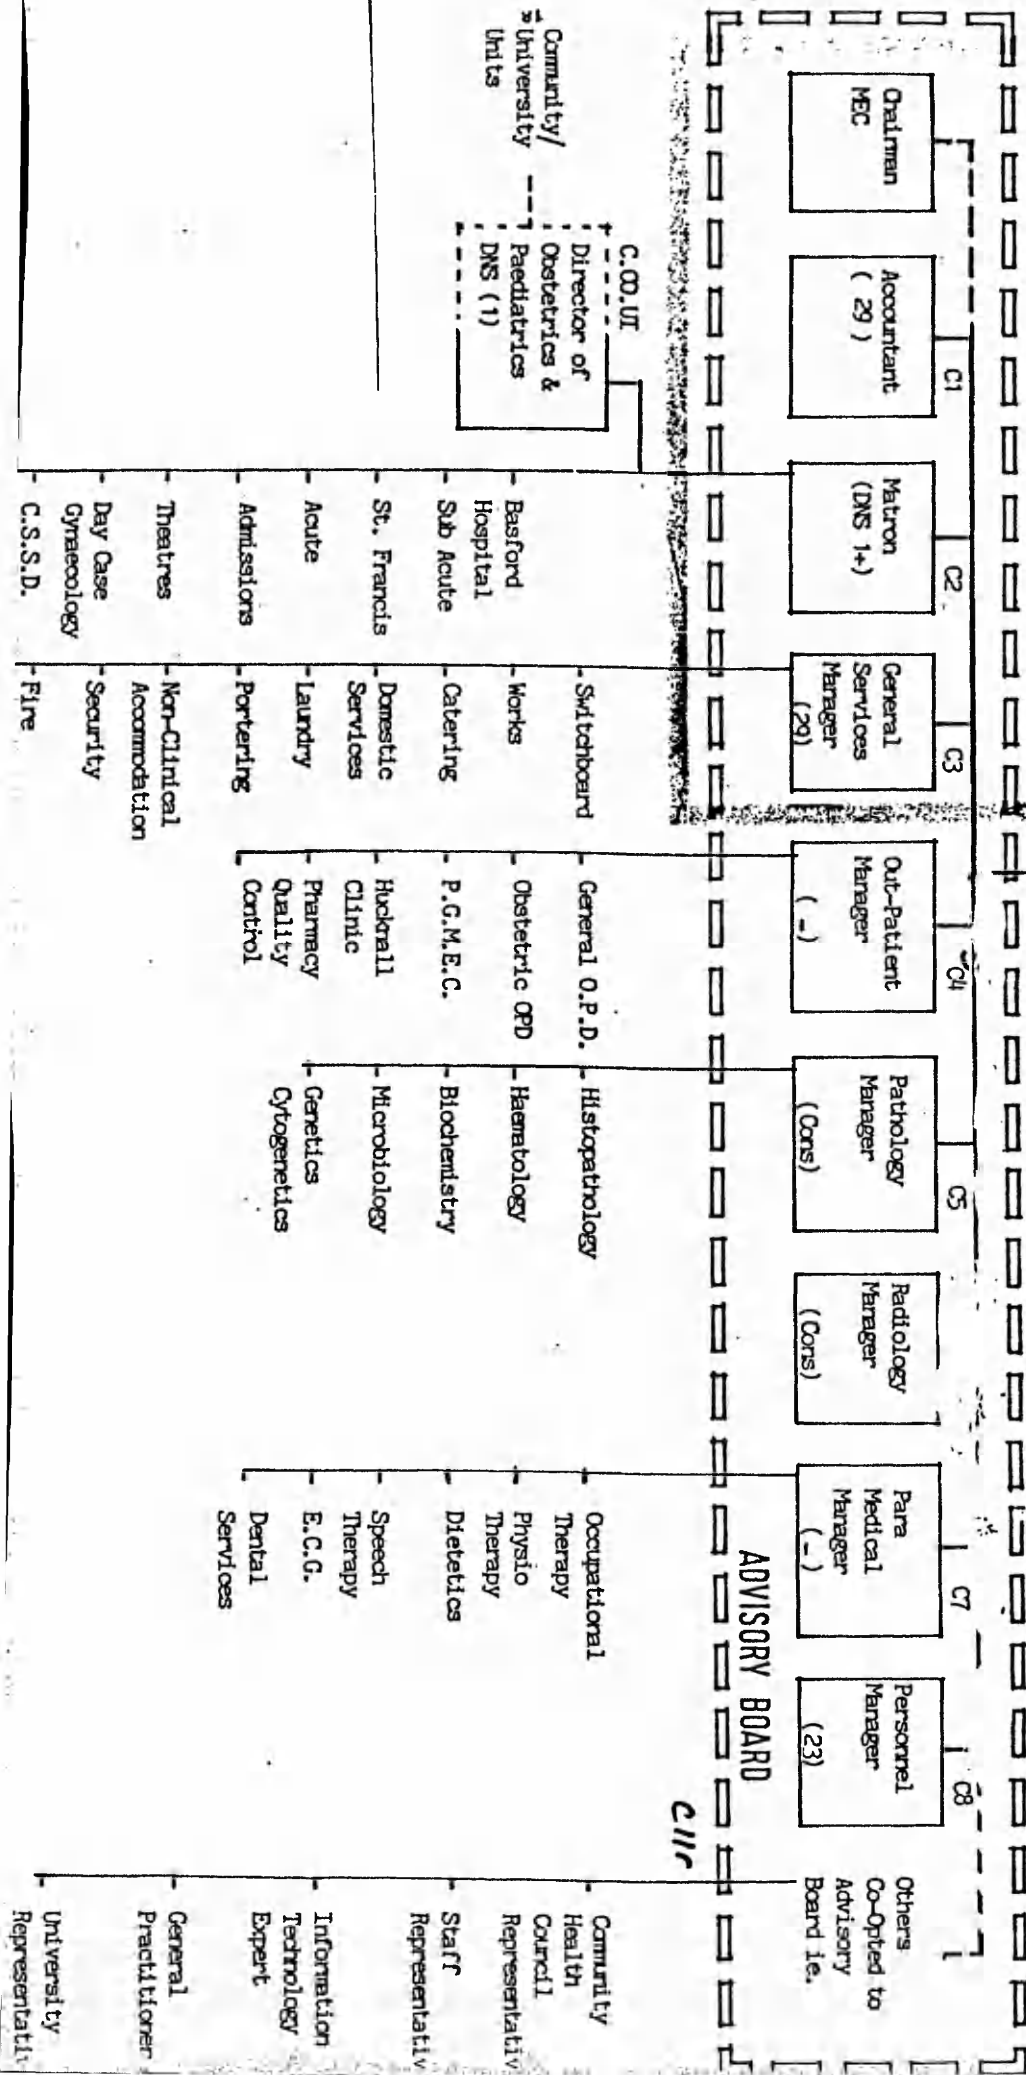 Chairman
MEC
Accountant
( 29 )
C1
Matron
(DNS 1+)
C2
General
Services
Manager
(29)
C3
Out-Patient
Manager
( - )
C4
Pathology
Manager
(Cons)
C5
Radiology
Manager
(Cons)
Para
Medical
Manager
( - )
C7
Personnel
Manager
(23)
C8
Others
Co-Opted to
Advisory
Board ie.
ADVISORY BOARD
C.OO.UI
Director of
Obstetrics &
Paediatrics
DNS (1)
Community/
University
Units
Basford
Hospital
Sub Acute
St. Francis
Acute
Admissions
Theatres
Day Case
Gynaecology
C.S.S.D.
Switchboard
Works
Catering
Domestic
Services
Laundry
Portering
Non-Clinical
Accommodation
Security
Fire
General O.P.D.
Obstetric OPD
P.G.M.E.C.
Hucknall
Clinic
Pharmacy
Quality
Control
Histopathology
Haematology
Biochemistry
Microbiology
Genetics
Cytogenetics
Occupational
Therapy
Physio
Therapy
Dietetics
Speech
Therapy
E.C.G.
Dental
Services
Community
Health
Council
Representativ
Staff
Representativ
Information
Technology
Expert
General
Practitioner
University
Representativ